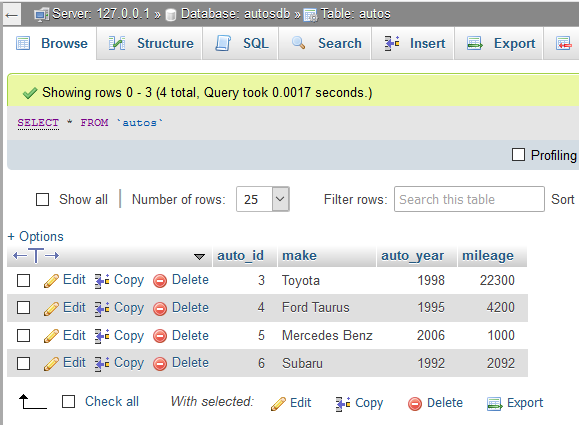 Server: 127.0.0.1 » Database: autosdb » Table: autos
Browse Structure SQL Search Insert Export
Showing rows 0 - 3 (4 total, Query took 0.0017 seconds.)
SELECT * FROM `autos`
Profiling
Show all Number of rows: 25 Filter rows: Search this table Sort
+ Options
auto_id make auto_year mileage
Edit Copy Delete 3 Toyota 1998 22300
Edit Copy Delete 4 Ford Taurus 1995 4200
Edit Copy Delete 5 Mercedes Benz 2006 1000
Edit Copy Delete 6 Subaru 1992 2092
Check all With selected: Edit Copy Delete Export